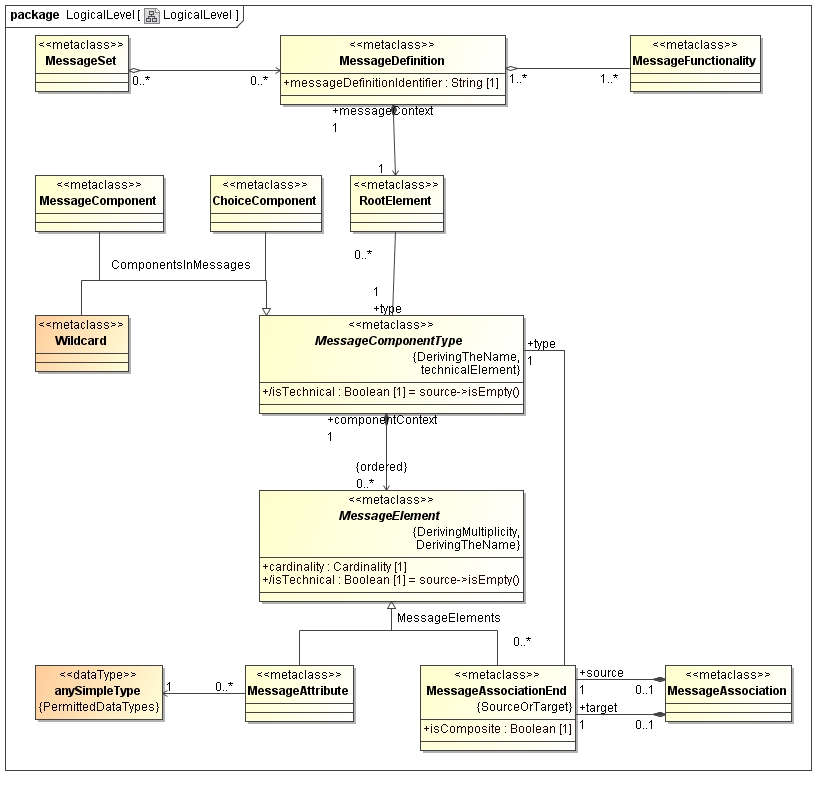 package LogicalLevel [ LogicalLevel ]
<<metaclass>>
MessageSet
<<metaclass>>
MessageDefinition
+messageDefinitionIdentifier : String [1]
<<metaclass>>
MessageFunctionality
0..*
0..*
1..*
1..*
+messageContext
1
1
<<metaclass>>
MessageComponent
<<metaclass>>
ChoiceComponent
<<metaclass>>
RootElement
ComponentsInMessages
0..*
1
+type
<<metaclass>>
Wildcard
<<metaclass>>
MessageComponentType
{DerivingTheName,
technicalElement}
+/isTechnical : Boolean [1] = source->isEmpty()
+type
1
+componentContext
1
{ordered}
0..*
<<metaclass>>
MessageElement
{DerivingMultiplicity,
DerivingTheName}
+cardinality : Cardinality [1]
+/isTechnical : Boolean [1] = source->isEmpty()
MessageElements
0..*
<<dataType>>
anySimpleType
{PermittedDataTypes}
1
0..*
<<metaclass>>
MessageAttribute
<<metaclass>>
MessageAssociationEnd
{SourceOrTarget}
+isComposite : Boolean [1]
+source
1
0..1
+target
1
0..1
<<metaclass>>
MessageAssociation